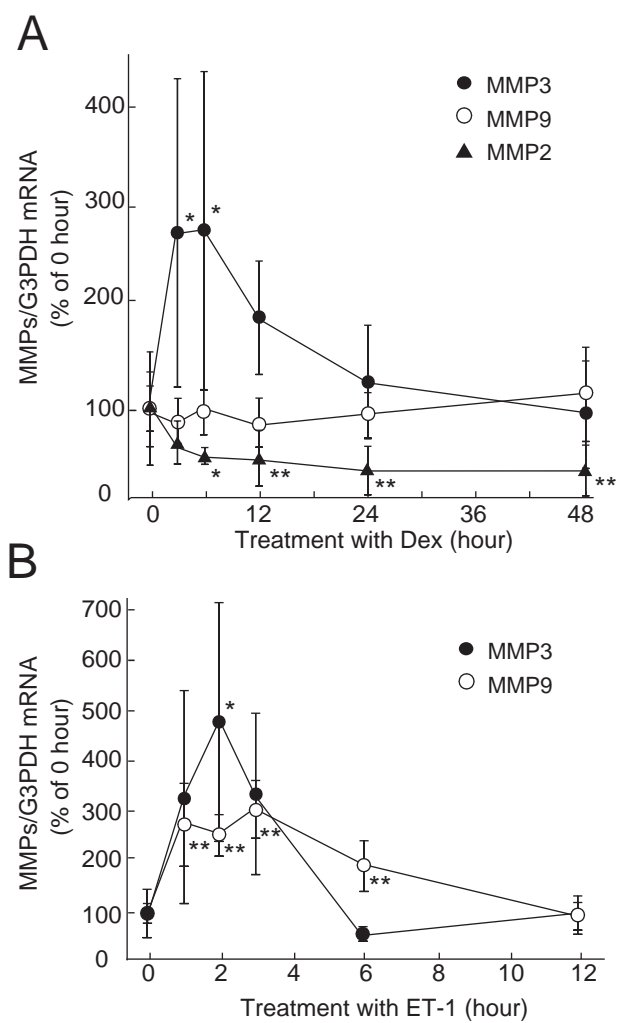 A
MMPs/G3PDH mRNA
(% of 0 hour)
400
300
200
100
0
MMP3
MMP9
MMP2
*
*
*
**
**
**
0 12 24 36 48
Treatment with Dex (hour)
B
MMPs/G3PDH mRNA
(% of 0 hour)
700
600
500
400
300
200
100
0
MMP3
MMP9
*
**
**
**
**
0 2 4 6 8 10 12
Treatment with ET-1 (hour)